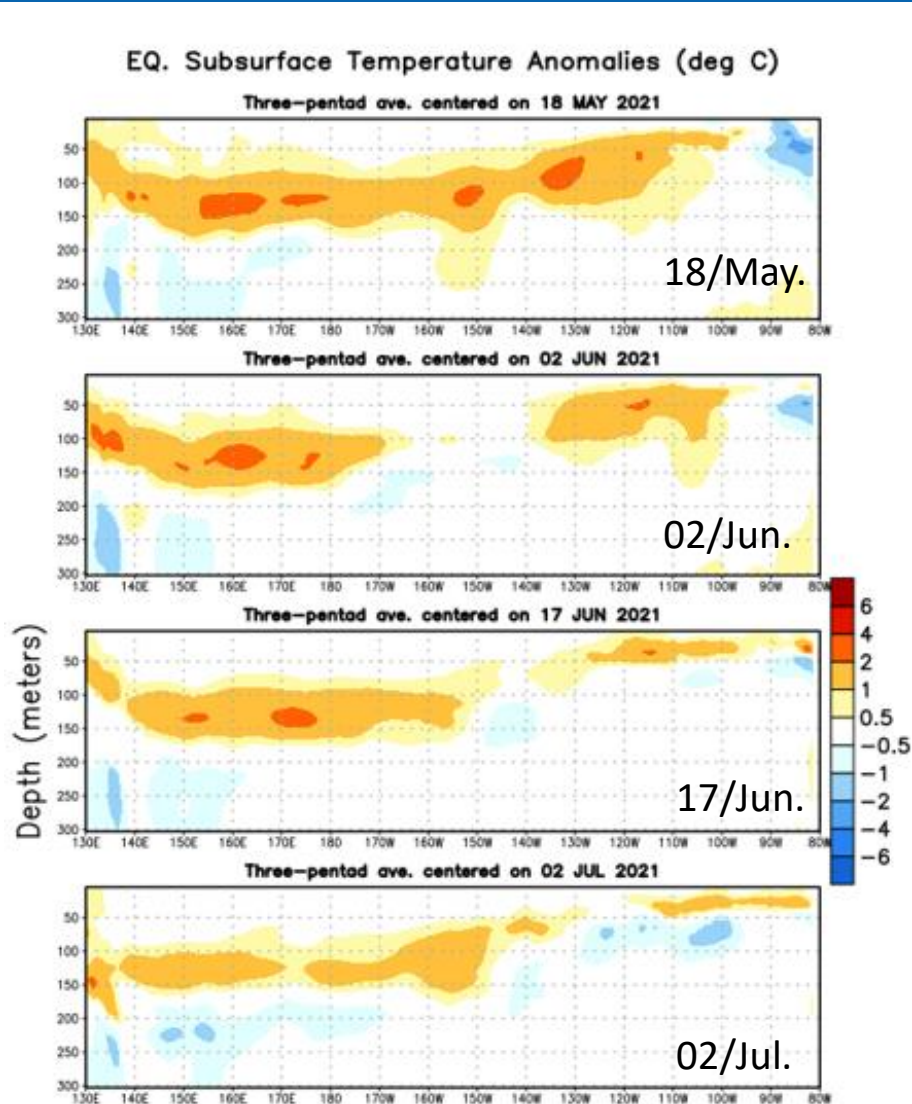 EQ. Subsurface Temperature Anomalies (deg C)
Three-pentad ave. centered on 18 MAY 2021
50
100
150
200
250
300
18/May.
130E 140E 150E 160E 170E 180 170W 160W 150W 140W 130W 120W 110W 100W 90W 80W
Three-pentad ave. centered on 02 JUN 2021
50
100
150
200
250
300
02/Jun.
130E 140E 150E 160E 170E 180 170W 160W 150W 140W 130W 120W 110W 100W 90W 80W
Three-pentad ave. centered on 17 JUN 2021
50
100
150
200
250
300
17/Jun.
130E 140E 150E 160E 170E 180 170W 160W 150W 140W 130W 120W 110W 100W 90W 80W
Three-pentad ave. centered on 02 JUL 2021
50
100
150
200
250
300
02/Jul.
130E 140E 150E 160E 170E 180 170W 160W 150W 140W 130W 120W 110W 100W 90W 80W
Depth (meters)
6
4
2
1
0.5
-0.5
-1
-2
-4
-6